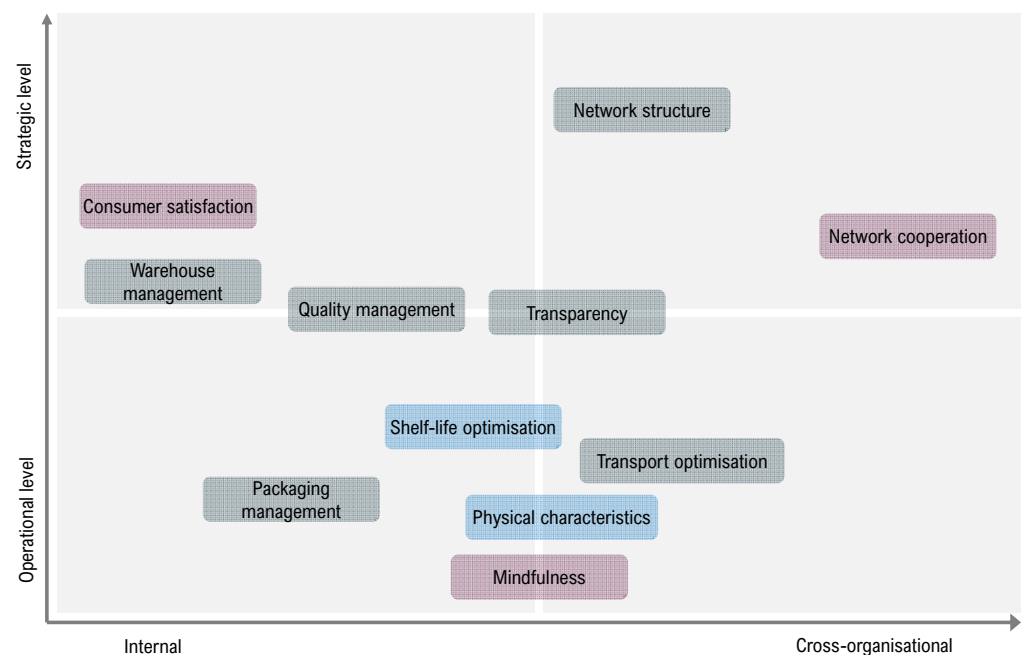 Strategic level
Network structure
Consumer satisfaction
Network cooperation
Warehouse
management
Quality management
Transparency
Shelf-life optimisation
Transport optimisation
Packaging
management
Physical characteristics
Mindfulness
Operational level
Internal
Cross-organisational